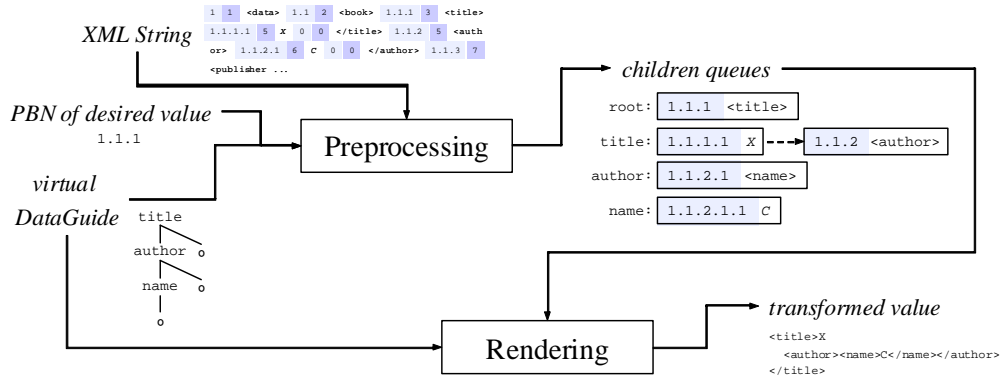 1 1 <data> 1.1 2 <book> 1.1.1 3 <title>
1.1.1.1 5 X 0 0 </title> 1.1.2 5 <auth
or> 1.1.2.1 6 C 0 0 </author> 1.1.3 7
<publisher ...
XML String
PBN of desired value
1.1.1
virtual
DataGuide
title
author o
name o
o
Preprocessing
children queues
root: 1.1.1 <title>
title: 1.1.1.1 X 1.1.2 <author>
author: 1.1.2.1 <name>
name: 1.1.2.1.1 C
Rendering
transformed value
<title>X
<author><name>C</name></author>
</title>